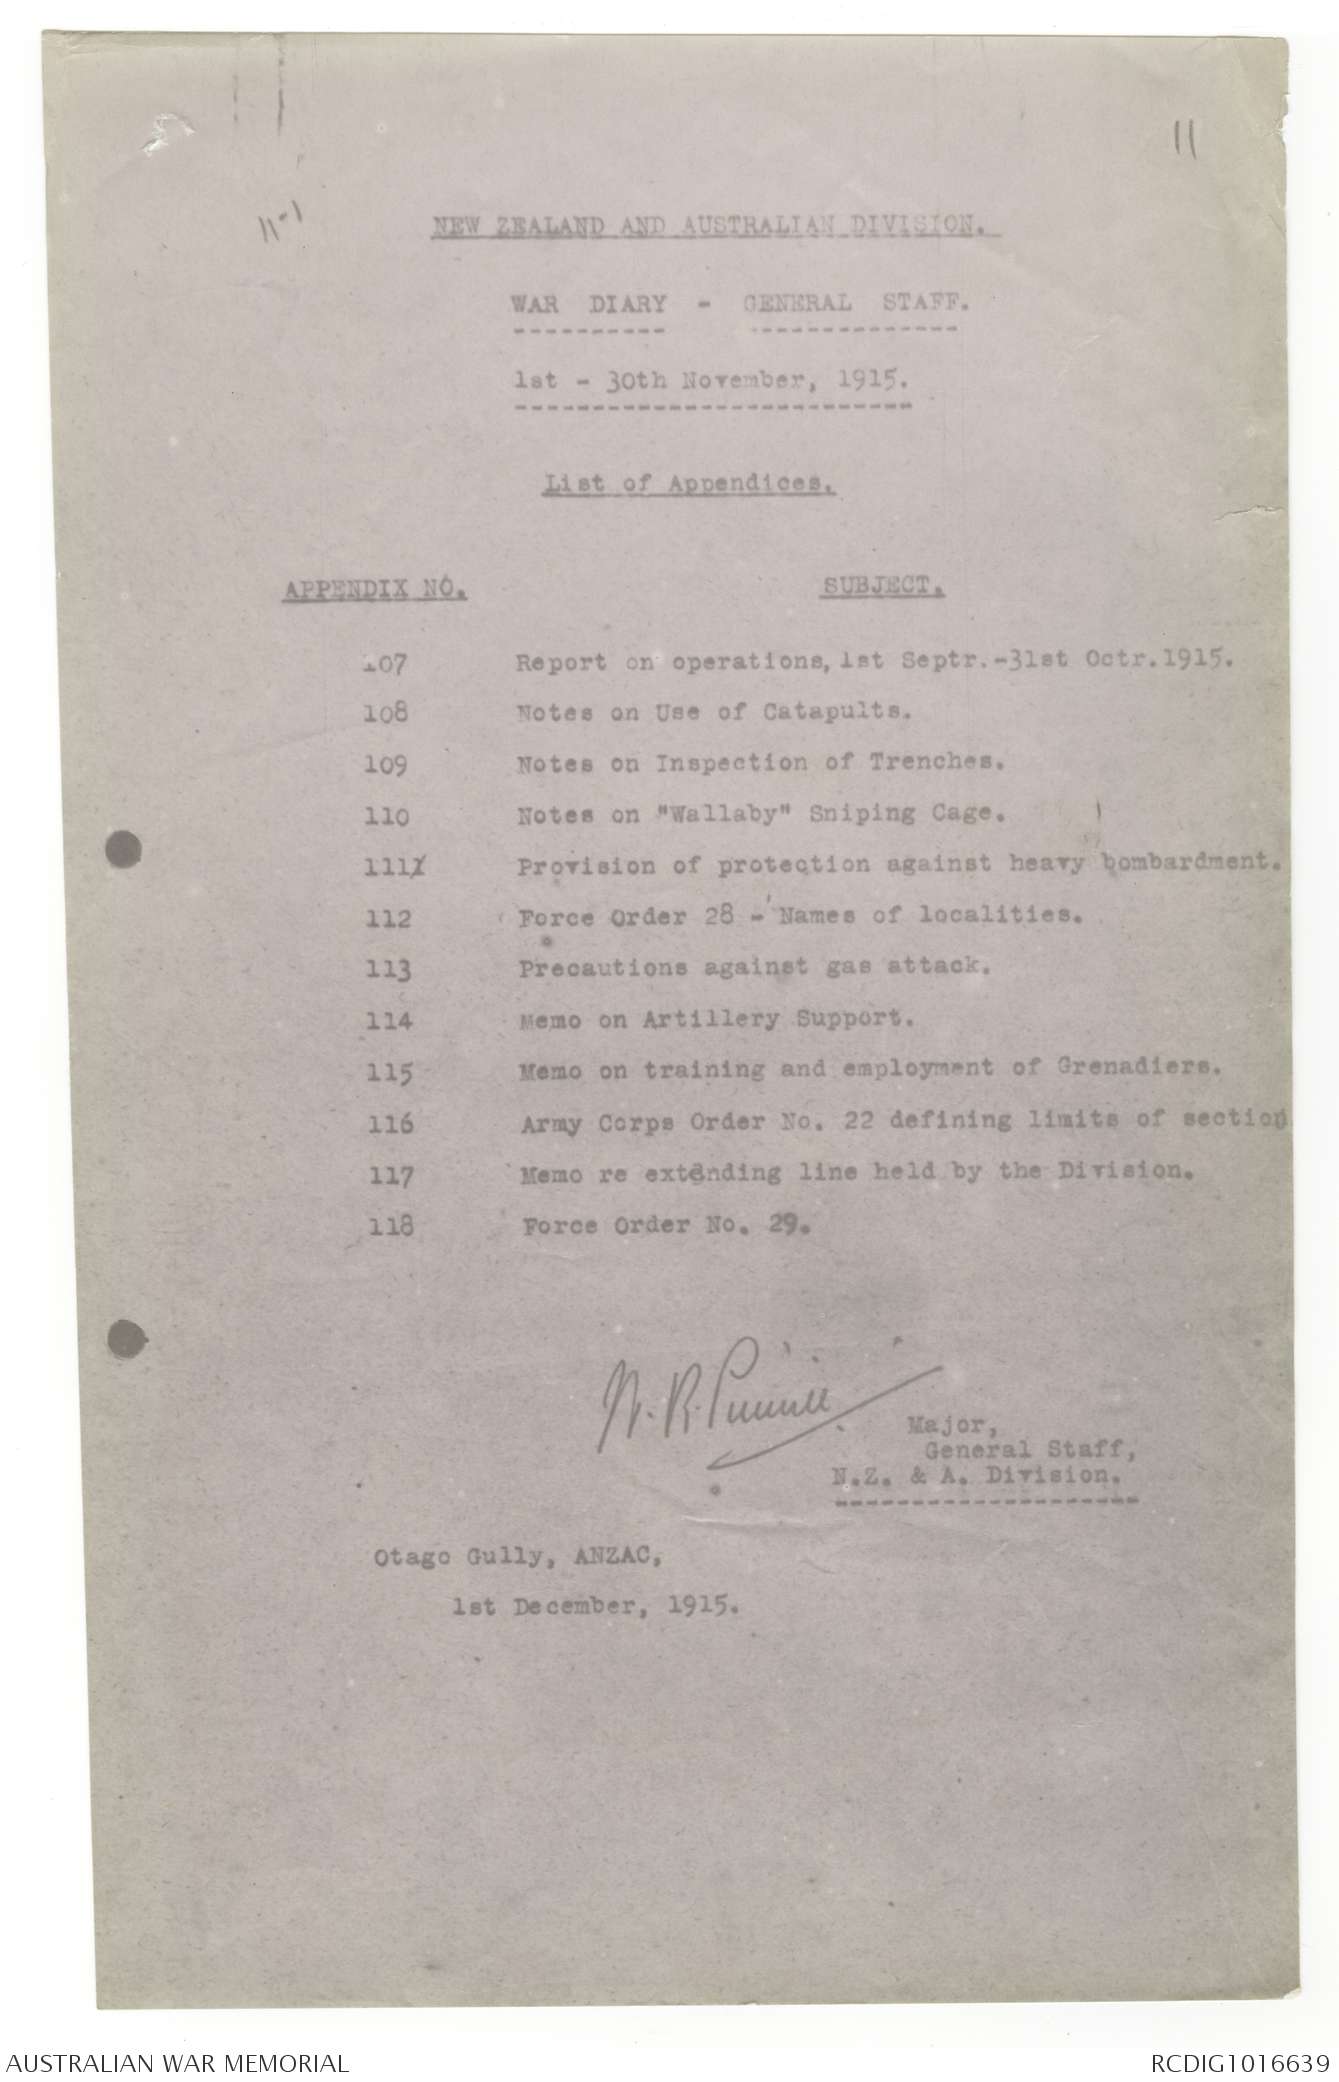 11
11-1
NEW ZEALAND AND AUSTRALIAN DIVISION.
WAR DIARY - GENERAL STAFF.
1st - 30th November, 1915.
List of Appendices.
APPENDIX NO. SUBJECT.
107 Report on operations, 1st Septr.-31st Octr.1915.
108 Notes on Use of Catapults.
109 Notes on Inspection of Trenches.
110 Notes on "Wallaby" Sniping Cage.
111 Provision of protection against heavy bombardment.
112 Force Order 28 - Names of localities.
113 Precautions against gas attack.
114 Memo on Artillery Support.
115 Memo on training and employment of Grenadiers.
116 Army Corps Order No. 22 defining limits of section
117 Memo re extending line held by the Division.
118 Force Order No. 29.
Major,
General Staff,
N.Z. & A. Division.
Otago Gully, ANZAC,
1st December, 1915.
AUSTRALIAN WAR MEMORIAL RCDIG1016639